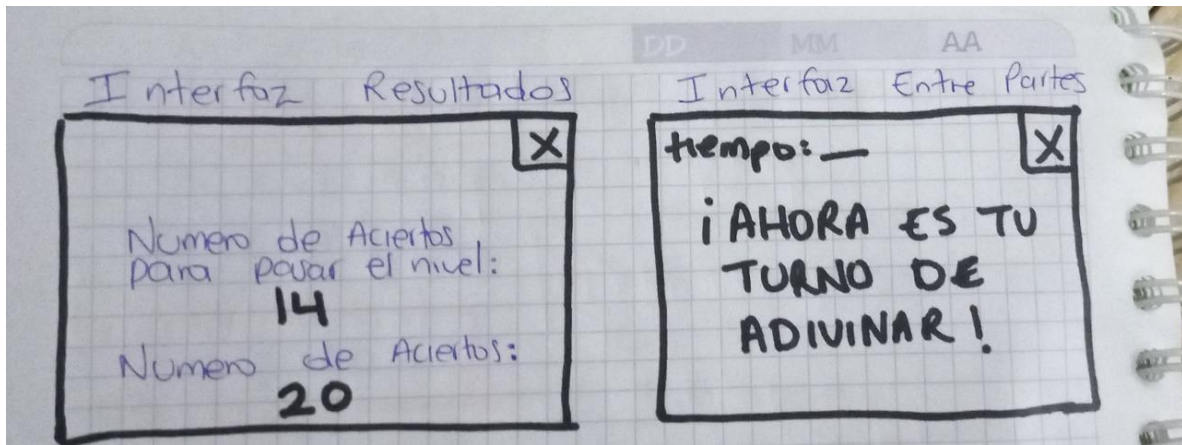 DD MM AA
Interfaz Resultados
X
Numero de Aciertos
para pasar el nivel:
14
Numero de Aciertos:
20
Interfaz Entre Partes
tiempo: —
X
¡AHORA ES TU
TURNO DE
ADIVINAR!